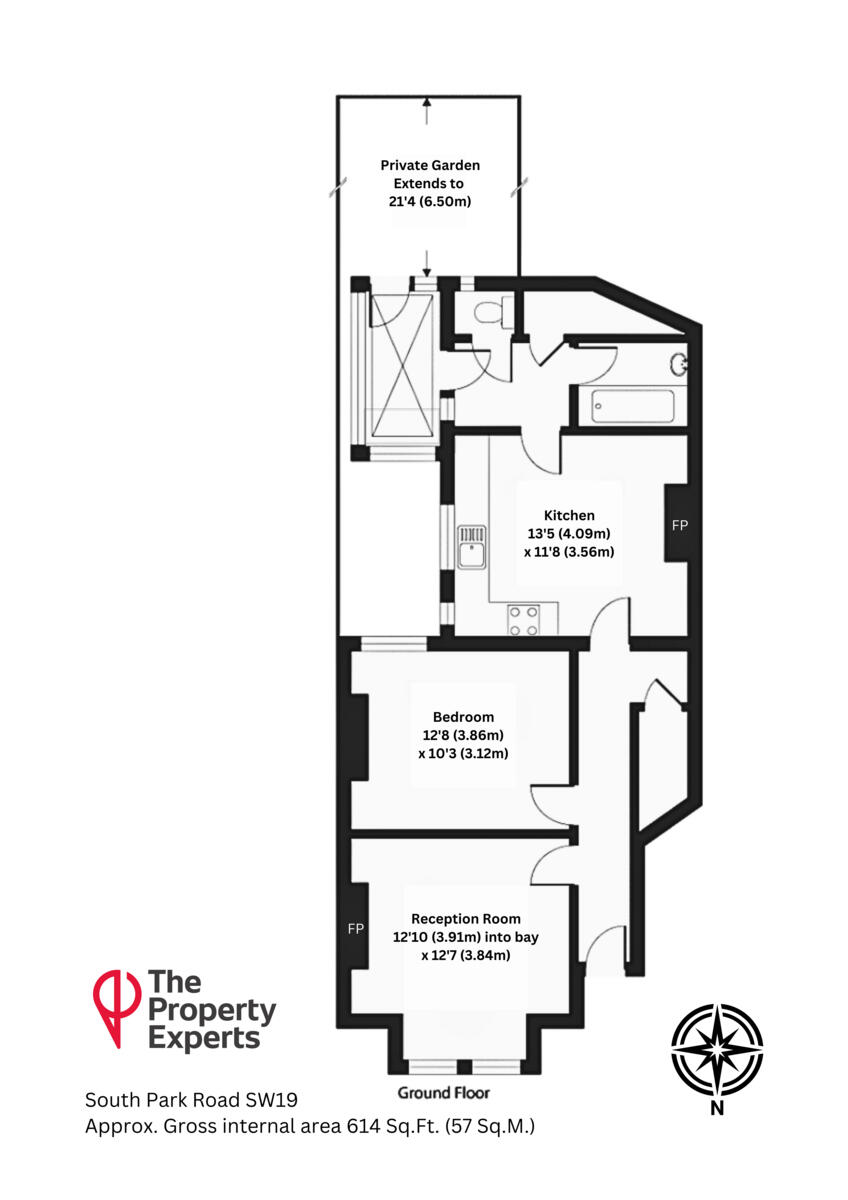 Private Garden
Extends to
21'4 (6.50m)
Kitchen
13'5 (4.09m)
x 11'8 (3.56m)
FP
Bedroom
12'8 (3.86m)
x 10'3 (3.12m)
Reception Room
12'10 (3.91m) into bay
x 12'7 (3.84m)
FP
The
Property
Experts
Ground Floor
N
South Park Road SW19
Approx. Gross internal area 614 Sq.Ft. (57 Sq.M.)